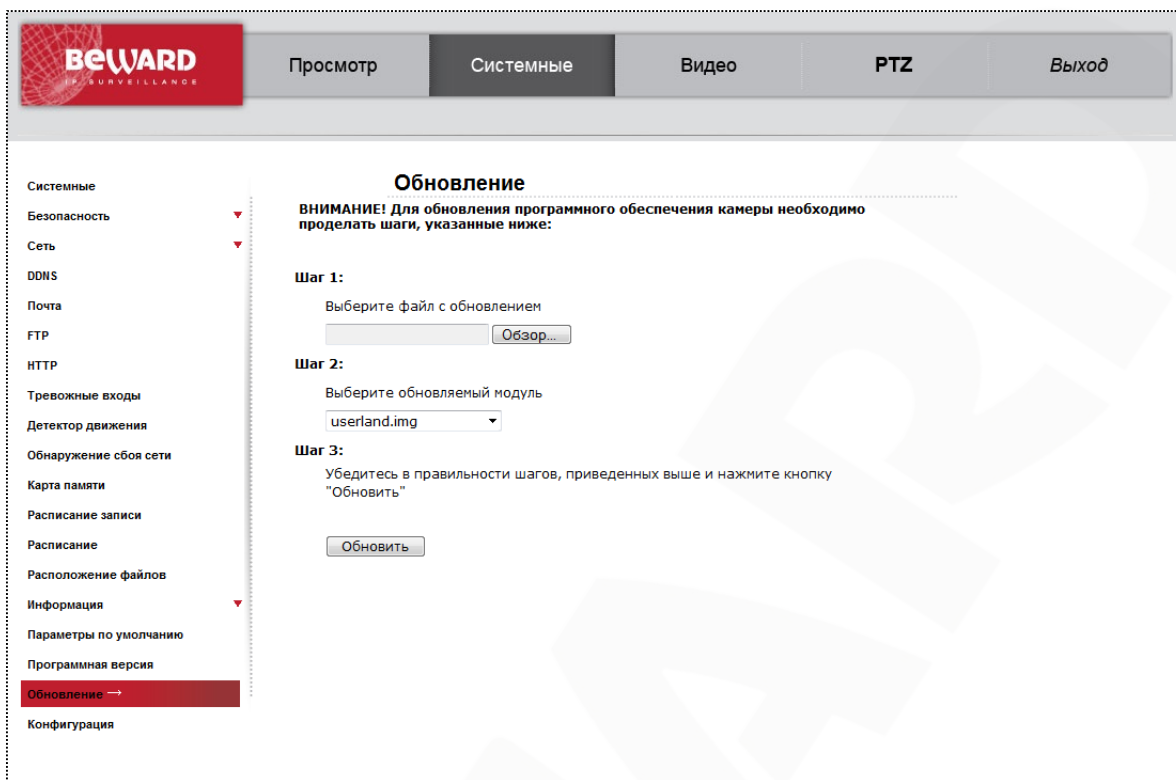 BEWARD
IP SURVEILLANCE
Просмотр
Системные
Видео
PTZ
Выход
Системные
Безопасность
Сеть
DDNS
Почта
FTP
HTTP
Тревожные входы
Детектор движения
Обнаружение сбоя сети
Карта памяти
Расписание записи
Расписание
Расположение файлов
Информация
Параметры по умолчанию
Программная версия
Обновление →
Конфигурация
Обновление
ВНИМАНИЕ! Для обновления программного обеспечения камеры необходимо
проделать шаги, указанные ниже:
Шаг 1:
Выберите файл с обновлением
Обзор...
Шаг 2:
Выберите обновляемый модуль
userland.img
Шаг 3:
Убедитесь в правильности шагов, приведенных выше и нажмите кнопку
"Обновить"
Обновить